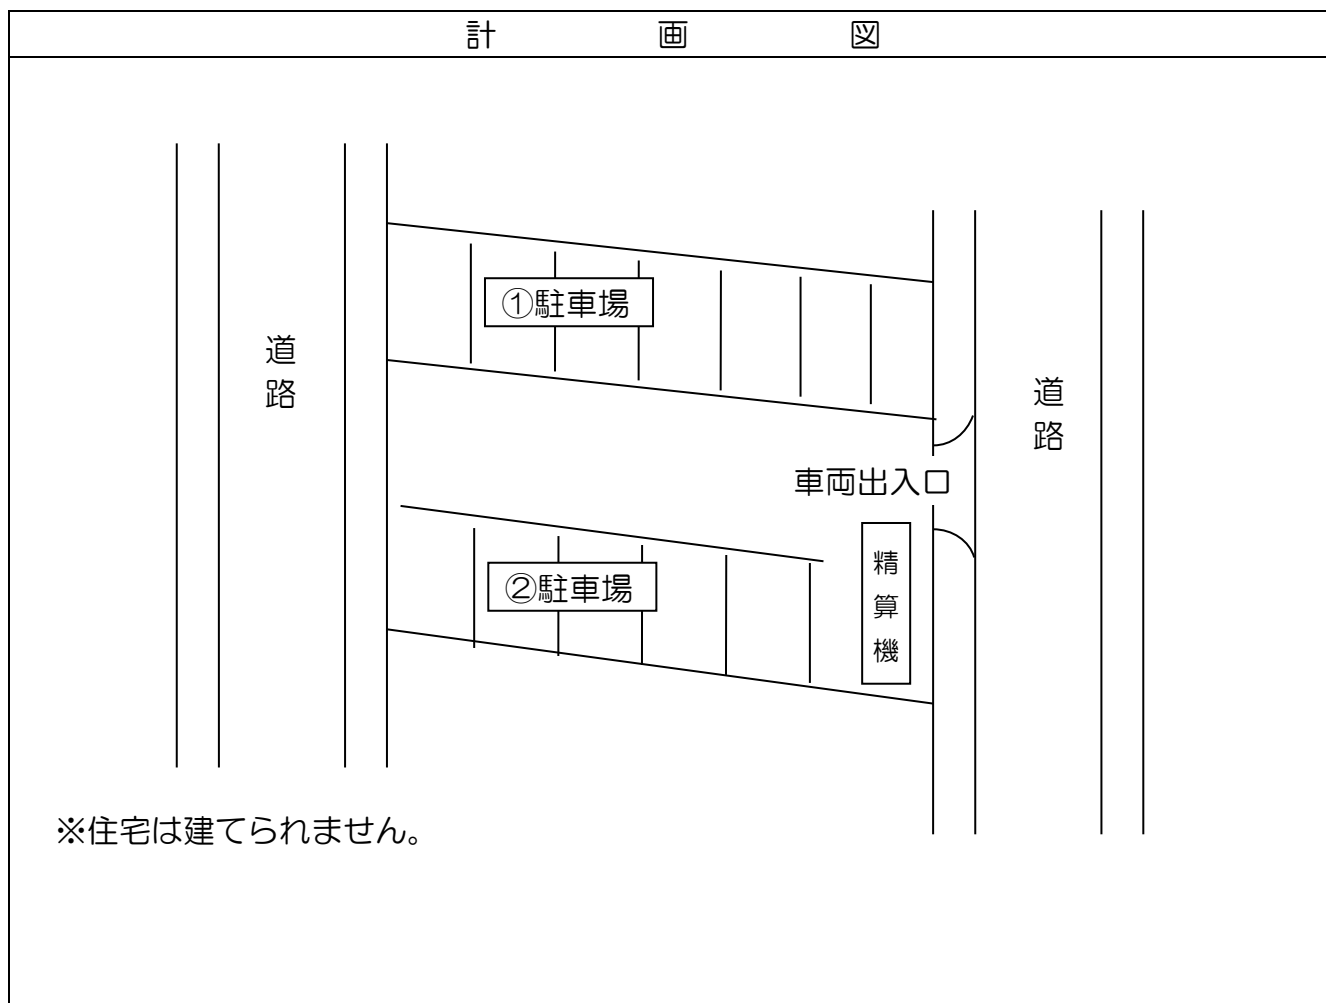 計画図
①駐車場
道路
道路
車両出入口
②駐車場
精算機
※住宅は建てられません。